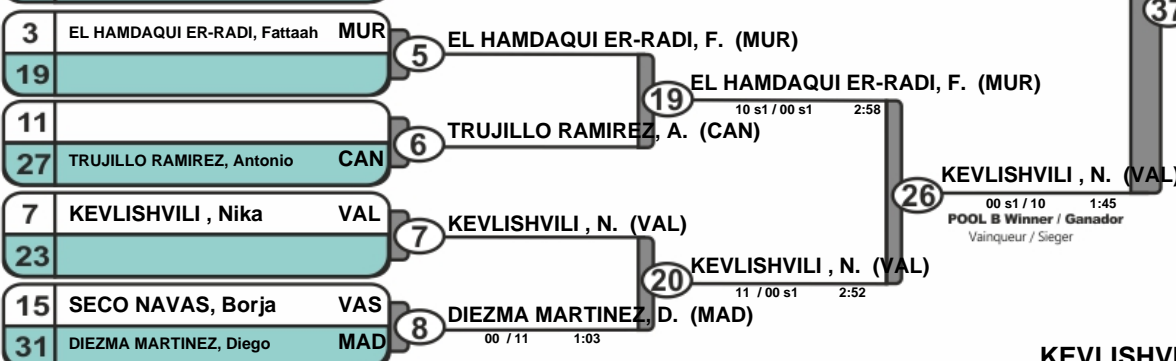 37
3 EL HAMDAQUI ER-RADI, Fattaah MUR
19
5
EL HAMDAQUI ER-RADI, F. (MUR)
19
EL HAMDAQUI ER-RADI, F. (MUR)
10 s1 / 00 s1 2:58
11
27 TRUJILLO RAMIREZ, Antonio CAN
6
TRUJILLO RAMIREZ, A. (CAN)
26
KEVLISHVILI , N. (VAL)
00 s1 / 10 1:45
POOL B Winner / Ganador
Vainqueur / Sieger
7 KEVLISHVILI , Nika VAL
23
7
KEVLISHVILI , N. (VAL)
20
KEVLISHVILI , N. (VAL)
11 / 00 s1 2:52
15 SECO NAVAS, Borja VAS
31 DIEZMA MARTINEZ, Diego MAD
8
DIEZMA MARTINEZ, D. (MAD)
00 / 11 1:03
KEVLISHVI